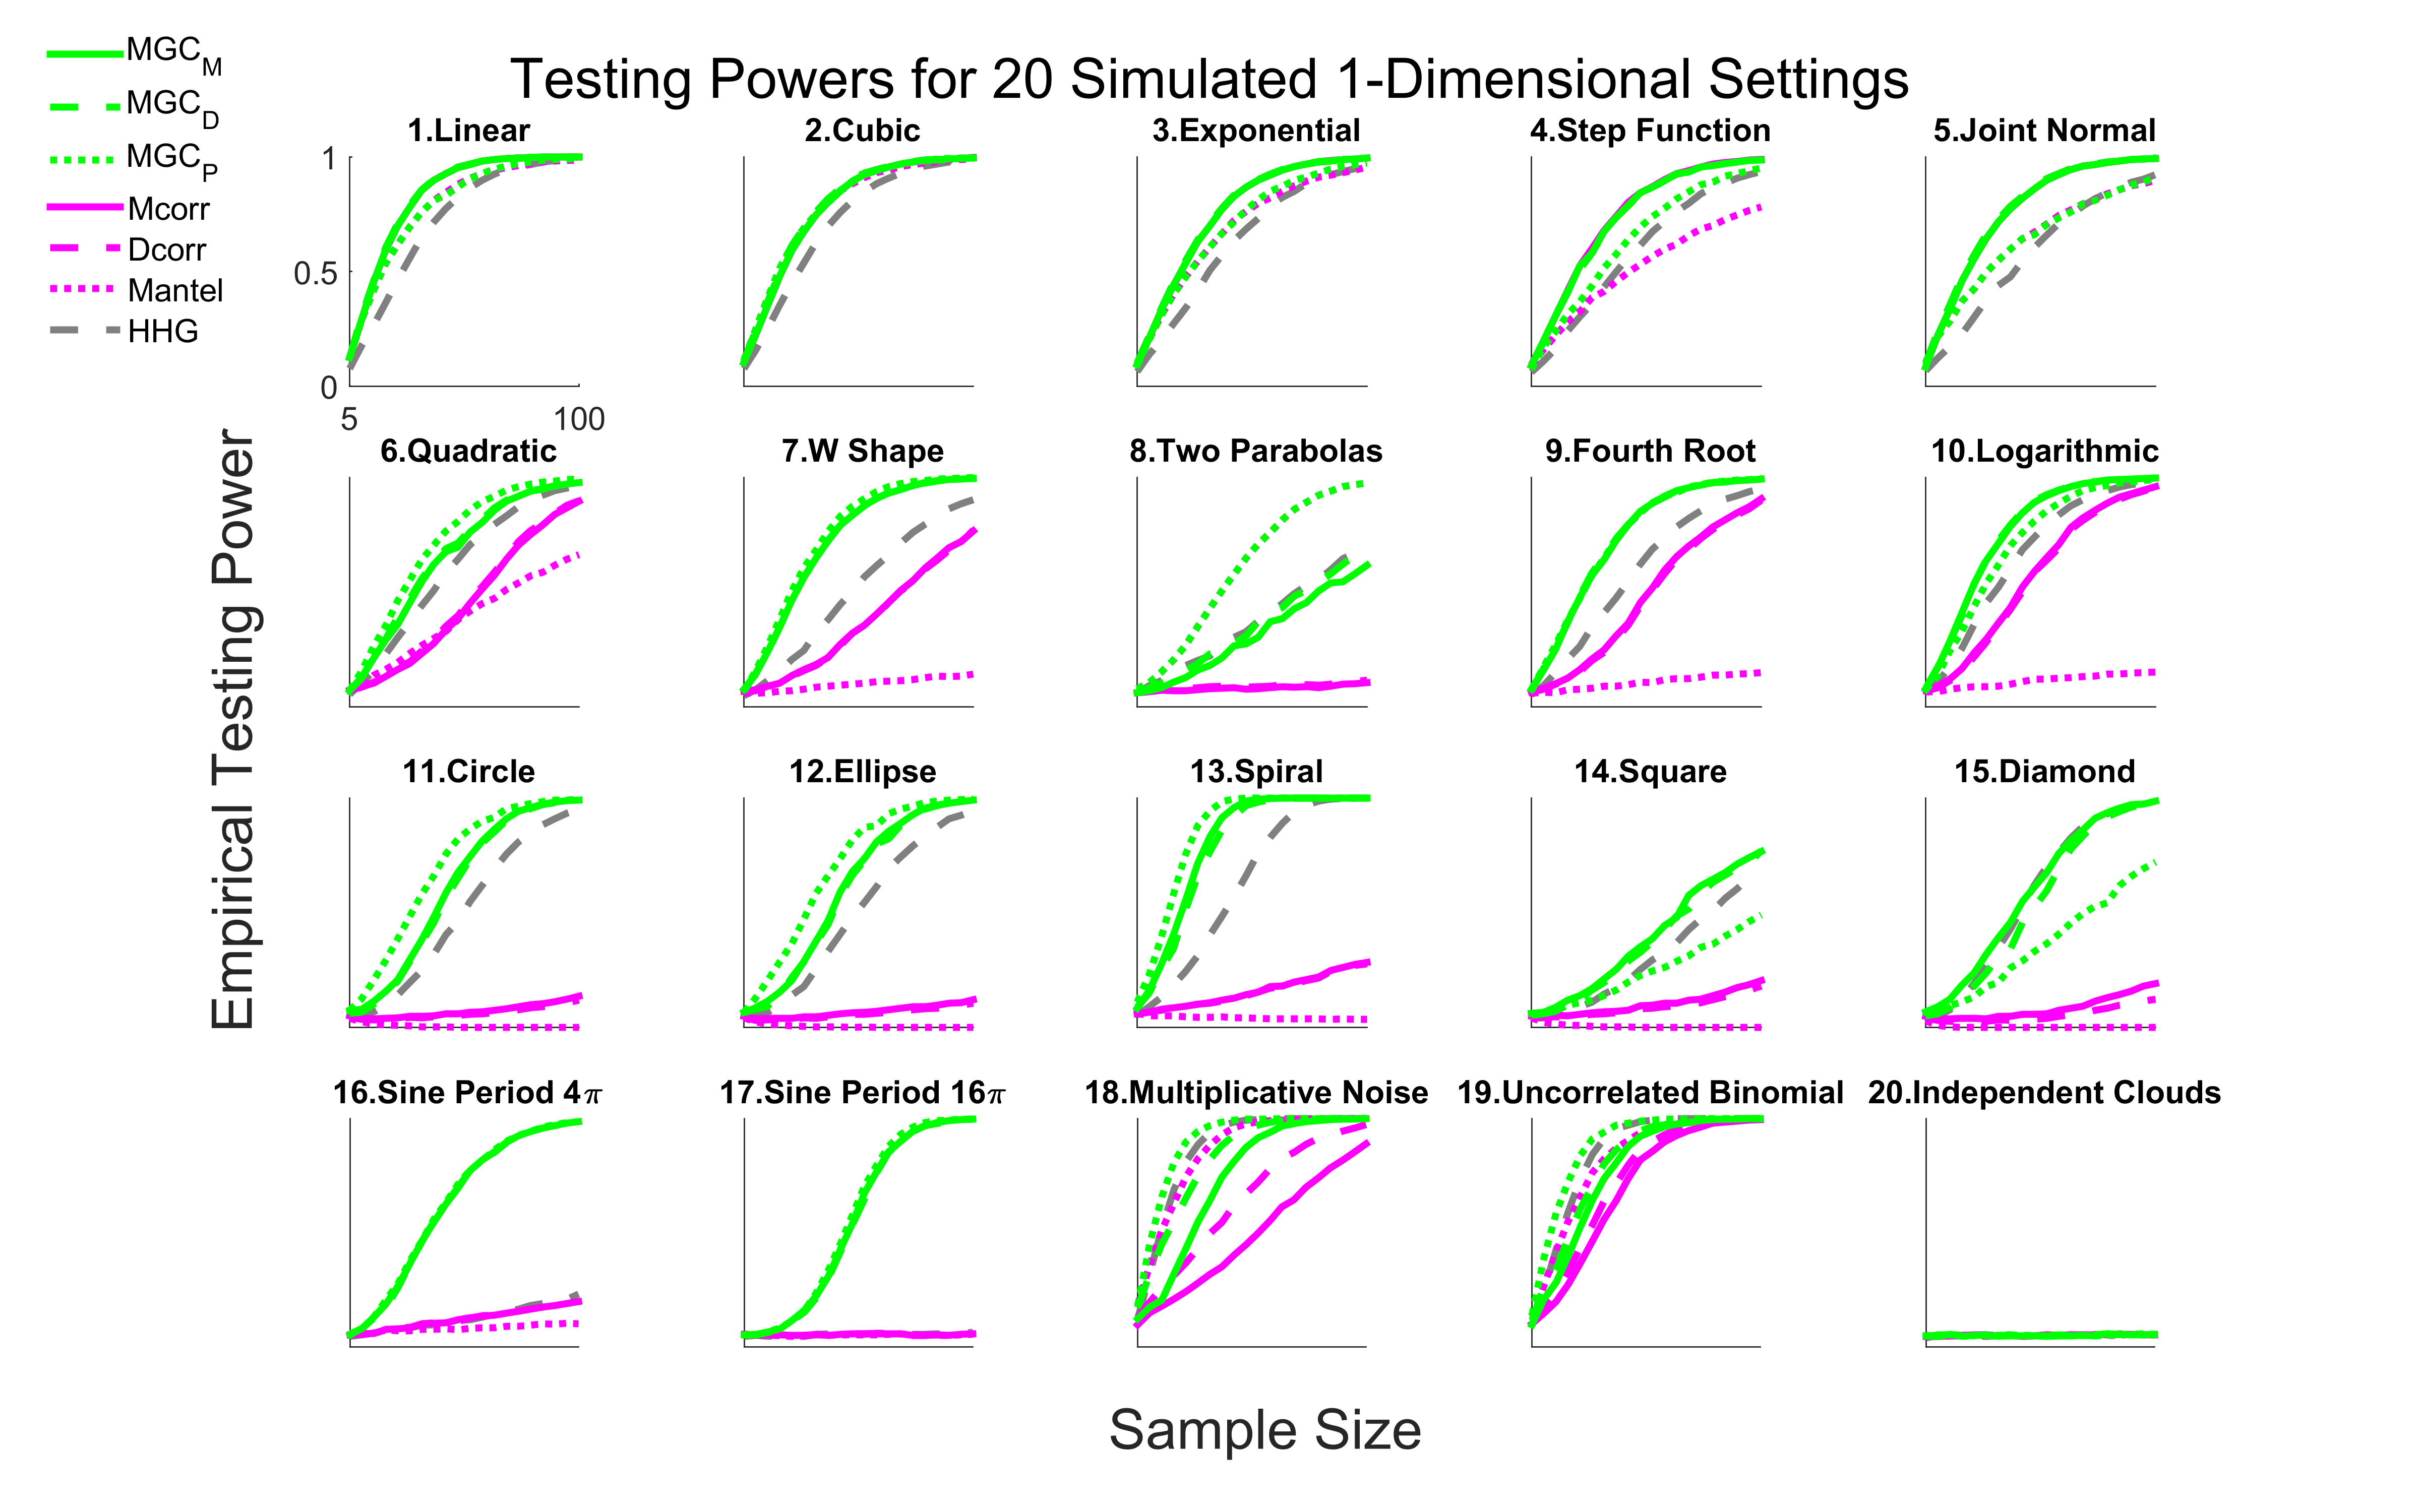 MGC_M
MGC_D
MGC_P
Mcorr
Dcorr
Mantel
HHG
Testing Powers for 20 Simulated 1-Dimensional Settings
1.Linear
2.Cubic
3.Exponential
4.Step Function
5.Joint Normal
1
0.5
0
5
100
Empirical Testing Power
6.Quadratic
7.W Shape
8.Two Parabolas
9.Fourth Root
10.Logarithmic
11.Circle
12.Ellipse
13.Spiral
14.Square
15.Diamond
16.Sine Period 4π
17.Sine Period 16π
18.Multiplicative Noise
19.Uncorrelated Binomial
20.Independent Clouds
Sample Size